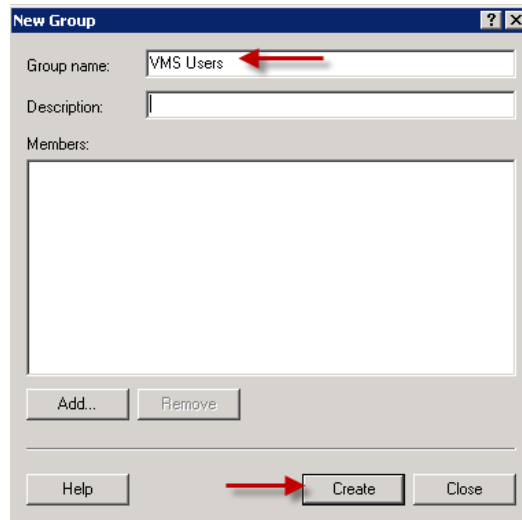 New Group
Group name: VMS Users
Description:
Members:
Add... Remove
Help Create Close